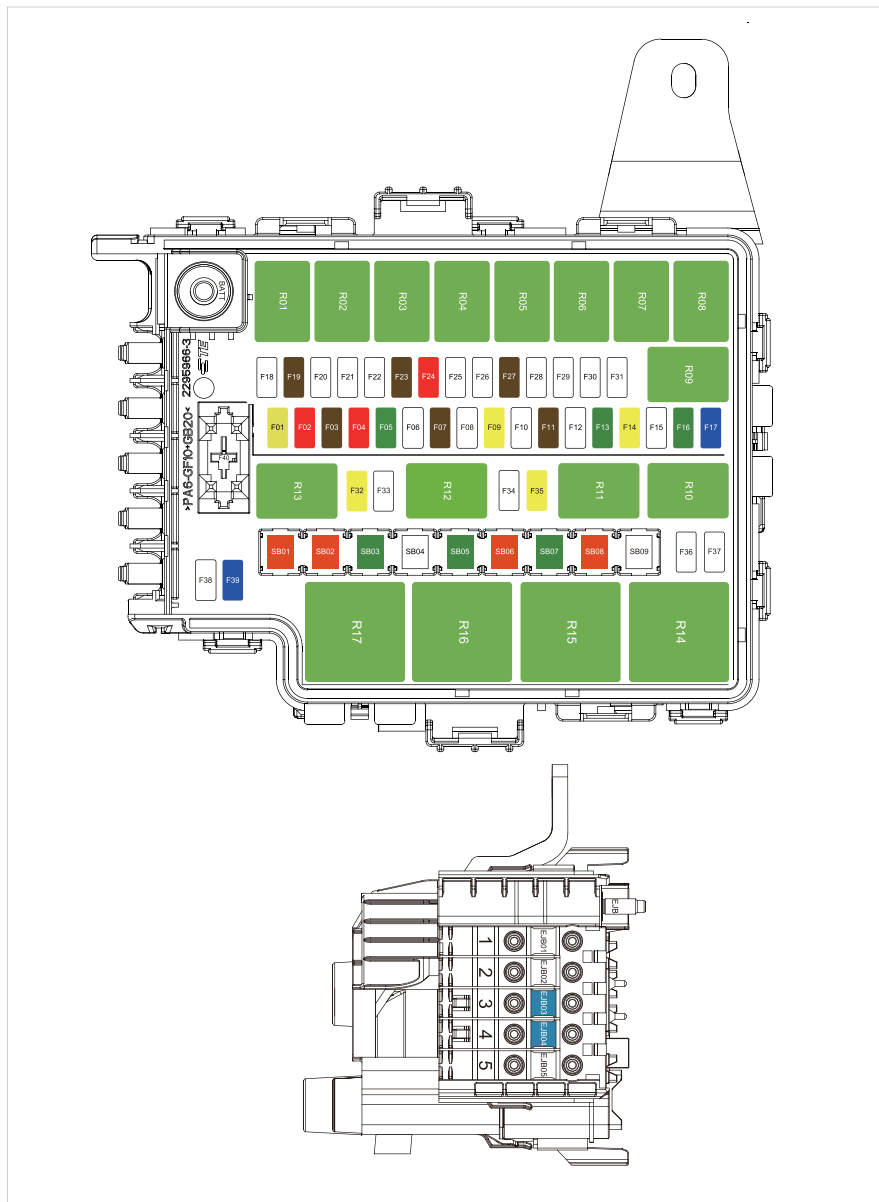 BATT
R01 R02 R03 R04 R05 R06 R07 R08
2295966-3 TE
>PA6-GF10+GB20<
F18 F19 F20 F21 F22 F23 F24 F25 F26 F27 F28 F29 F30 F31
R09
F01 F02 F03 F04 F05 F06 F07 F08 F09 F10 F11 F12 F13 F14 F15 F16 F17
F40
R13 F32 F33 R12 F34 F35 R11 R10
SB01 SB02 SB03 SB04 SB05 SB06 SB07 SB08 SB09 F36 F37
F38 F39
R17 R16 R15 R14
EJB
1 EJB01
2 EJB02
3 EJB03
4 EJB04
5 EJB05